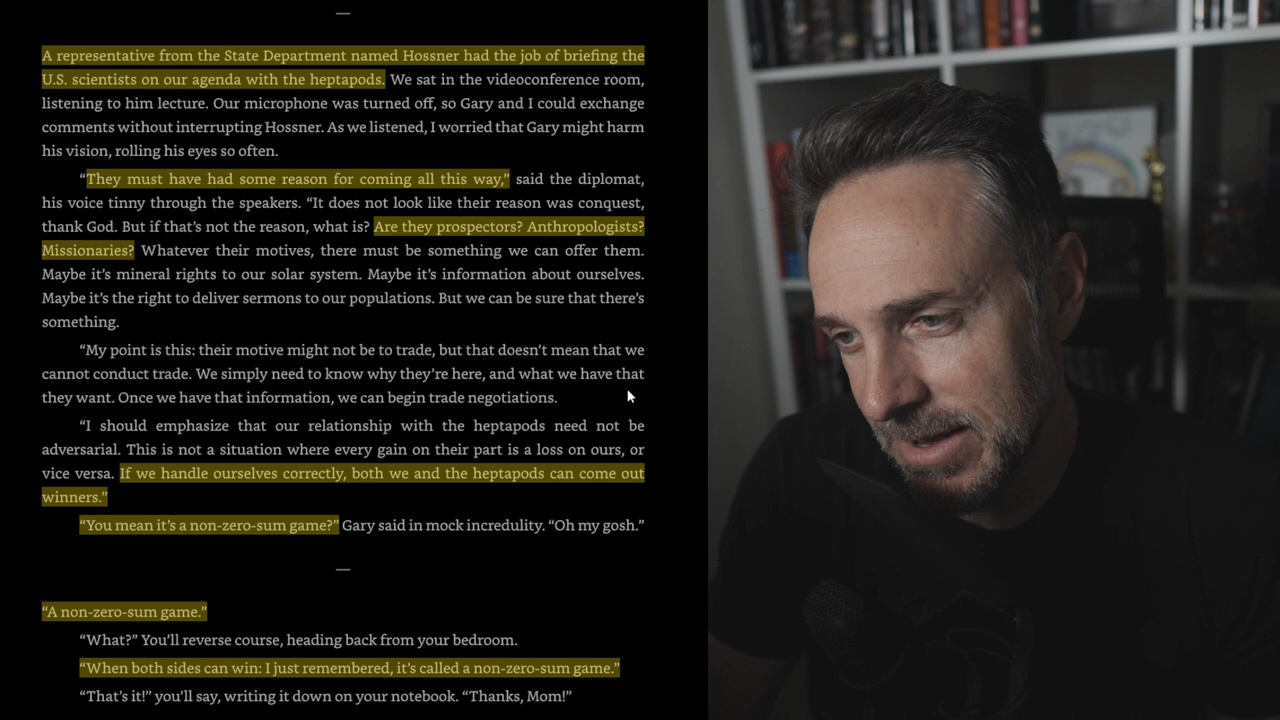 A representative from the State Department named Hossner had the job of briefing the
U.S. scientists on our agenda with the heptapods. We sat in the videoconference room,
listening to him lecture. Our microphone was turned off, so Gary and I could exchange
comments without interrupting Hossner. As we listened, I worried that Gary might harm
his vision, rolling his eyes so often.
“They must have had some reason for coming all this way,” said the diplomat,
his voice tinny through the speakers. “It does not look like their reason was conquest,
thank God. But if that’s not the reason, what is? Are they prospectors? Anthropologists?
Missionaries? Whatever their motives, there must be something we can offer them.
Maybe it’s mineral rights to our solar system. Maybe it’s information about ourselves.
Maybe it’s the right to deliver sermons to our populations. But we can be sure that there’s
something.
“My point is this: their motive might not be to trade, but that doesn’t mean that we
cannot conduct trade. We simply need to know why they’re here, and what we have that
they want. Once we have that information, we can begin trade negotiations.
“I should emphasize that our relationship with the heptapods need not be
adversarial. This is not a situation where every gain on their part is a loss on ours, or
vice versa. If we handle ourselves correctly, both we and the heptapods can come out
winners.”
“You mean it’s a non-zero-sum game?” Gary said in mock incredulity. “Oh my gosh.”
“A non-zero-sum game.”
“What?” You’ll reverse course, heading back from your bedroom.
“When both sides can win: I just remembered, it’s called a non-zero-sum game.”
“That’s it!” you’ll say, writing it down on your notebook. “Thanks, Mom!”